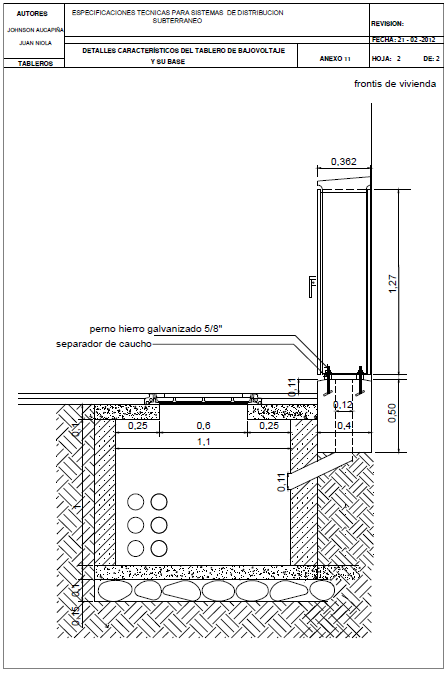 AUTORES
JOHNSON AUCAPIÑA
JUAN NIOLA
TABLEROS
ESPECIFICACIONES TECNICAS PARA SISTEMAS DE DISTRIBUCION
SUBTERRANEO
DETALLES CARACTERÍSTICOS DEL TABLERO DE BAJOVOLTAJE
Y SU BASE
ANEXO 11
REVISION:
FECHA: 21 - 02 -2012
HOJA: 2 DE: 2
frontis de vivienda
0,362
1,27
perno hierro galvanizado 5/8"
separador de caucho
0,11
0,12
0,50
0,1
0,25
0,6
0,25
0,4
1,1
0,11
1
0,1
0,15